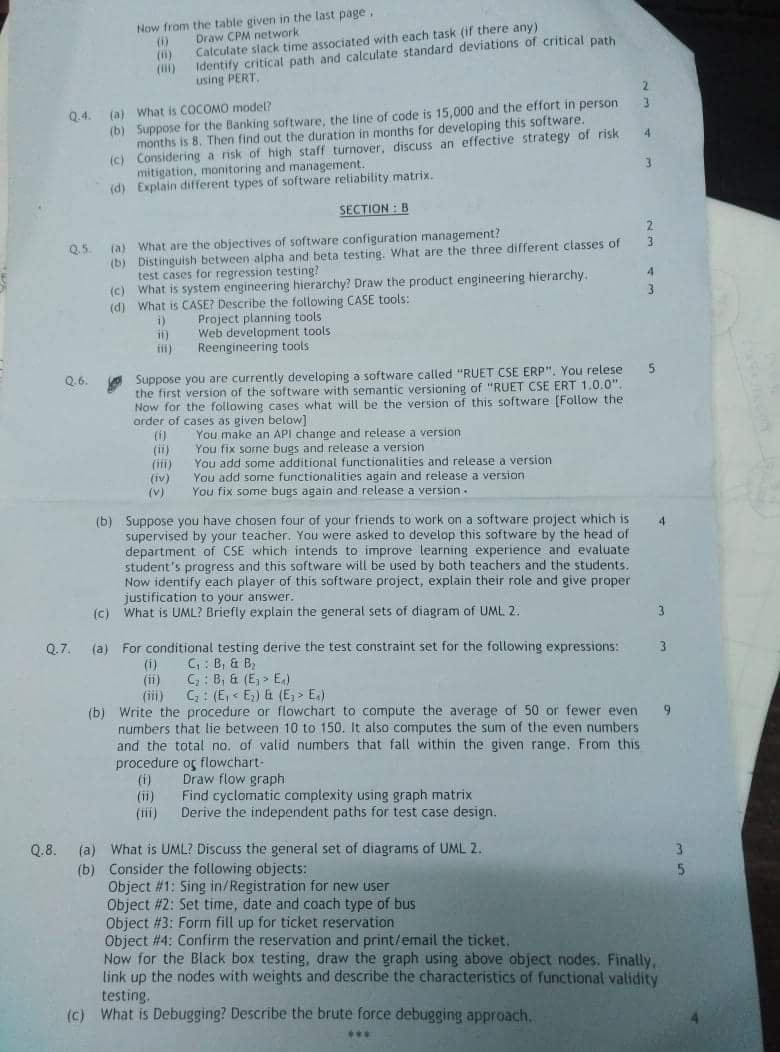 Now from the table given in the last page ,
(i) Draw CPM network
(ii) Calculate slack time associated with each task (if there any)
(iii) Identify critical path and calculate standard deviations of critical path
using PERT.
Q.4. (a) What is COCOMO model? 2
(b) Suppose for the Banking software, the line of code is 15,000 and the effort in person 3
months is 8. Then find out the duration in months for developing this software.
(c) Considering a risk of high staff turnover, discuss an effective strategy of risk 4
mitigation, monitoring and management.
(d) Explain different types of software reliability matrix. 3
SECTION : B
Q.5. (a) What are the objectives of software configuration management? 2
(b) Distinguish between alpha and beta testing. What are the three different classes of 3
test cases for regression testing?
(c) What is system engineering hierarchy? Draw the product engineering hierarchy. 4
(d) What is CASE? Describe the following CASE tools: 3
i) Project planning tools
ii) Web development tools
iii) Reengineering tools
Q.6. Suppose you are currently developing a software called "RUET CSE ERP". You relese 5
the first version of the software with semantic versioning of "RUET CSE ERT 1.0.0".
Now for the following cases what will be the version of this software [Follow the
order of cases as given below]
(i) You make an API change and release a version
(ii) You fix some bugs and release a version
(iii) You add some additional functionalities and release a version
(iv) You add some functionalities again and release a version
(v) You fix some bugs again and release a version.
(b) Suppose you have chosen four of your friends to work on a software project which is 4
supervised by your teacher. You were asked to develop this software by the head of
department of CSE which intends to improve learning experience and evaluate
student's progress and this software will be used by both teachers and the students.
Now identify each player of this software project, explain their role and give proper
justification to your answer.
(c) What is UML? Briefly explain the general sets of diagram of UML 2. 3
Q.7. (a) For conditional testing derive the test constraint set for the following expressions: 3
(i) C₁ : B₁ & B₂
(ii) C₂ : B₁ & (E₃ > E₄)
(iii) C₂ : (E₁ < E₂) & (E₃ > E₄)
(b) Write the procedure or flowchart to compute the average of 50 or fewer even 9
numbers that lie between 10 to 150. It also computes the sum of the even numbers
and the total no. of valid numbers that fall within the given range. From this
procedure or flowchart-
(i) Draw flow graph
(ii) Find cyclomatic complexity using graph matrix
(iii) Derive the independent paths for test case design.
Q.8. (a) What is UML? Discuss the general set of diagrams of UML 2. 3
(b) Consider the following objects: 5
Object #1: Sing in/Registration for new user
Object #2: Set time, date and coach type of bus
Object #3: Form fill up for ticket reservation
Object #4: Confirm the reservation and print/email the ticket.
Now for the Black box testing, draw the graph using above object nodes. Finally,
link up the nodes with weights and describe the characteristics of functional validity
testing.
(c) What is Debugging? Describe the brute force debugging approach. 4
***